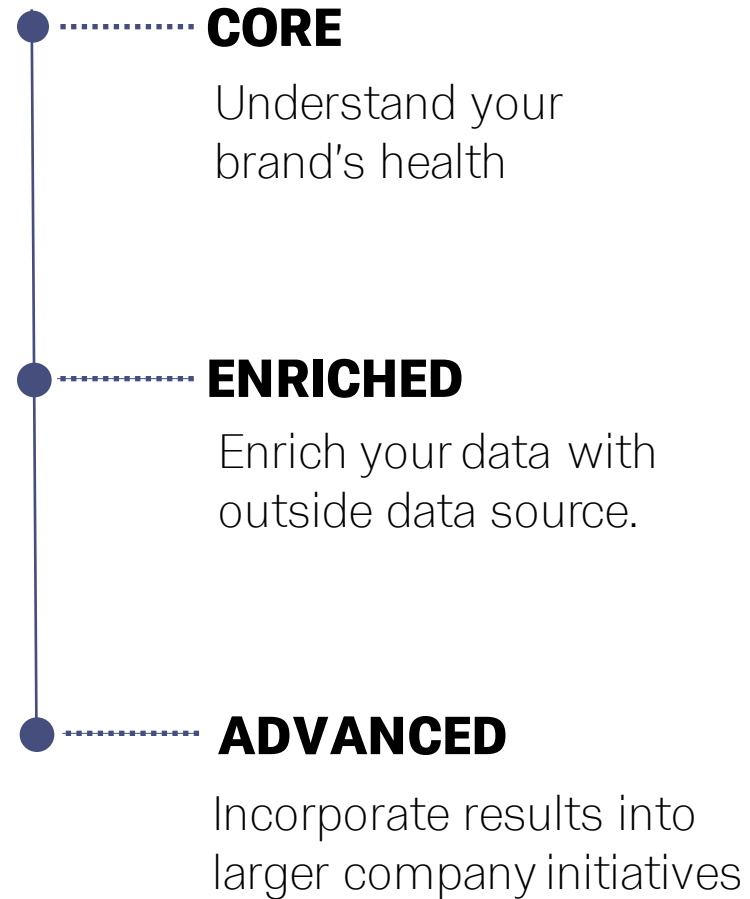 CORE
Understand your
brand's health
ENRICHED
Enrich your data with
outside data source.
ADVANCED
Incorporate results into
larger company initiatives